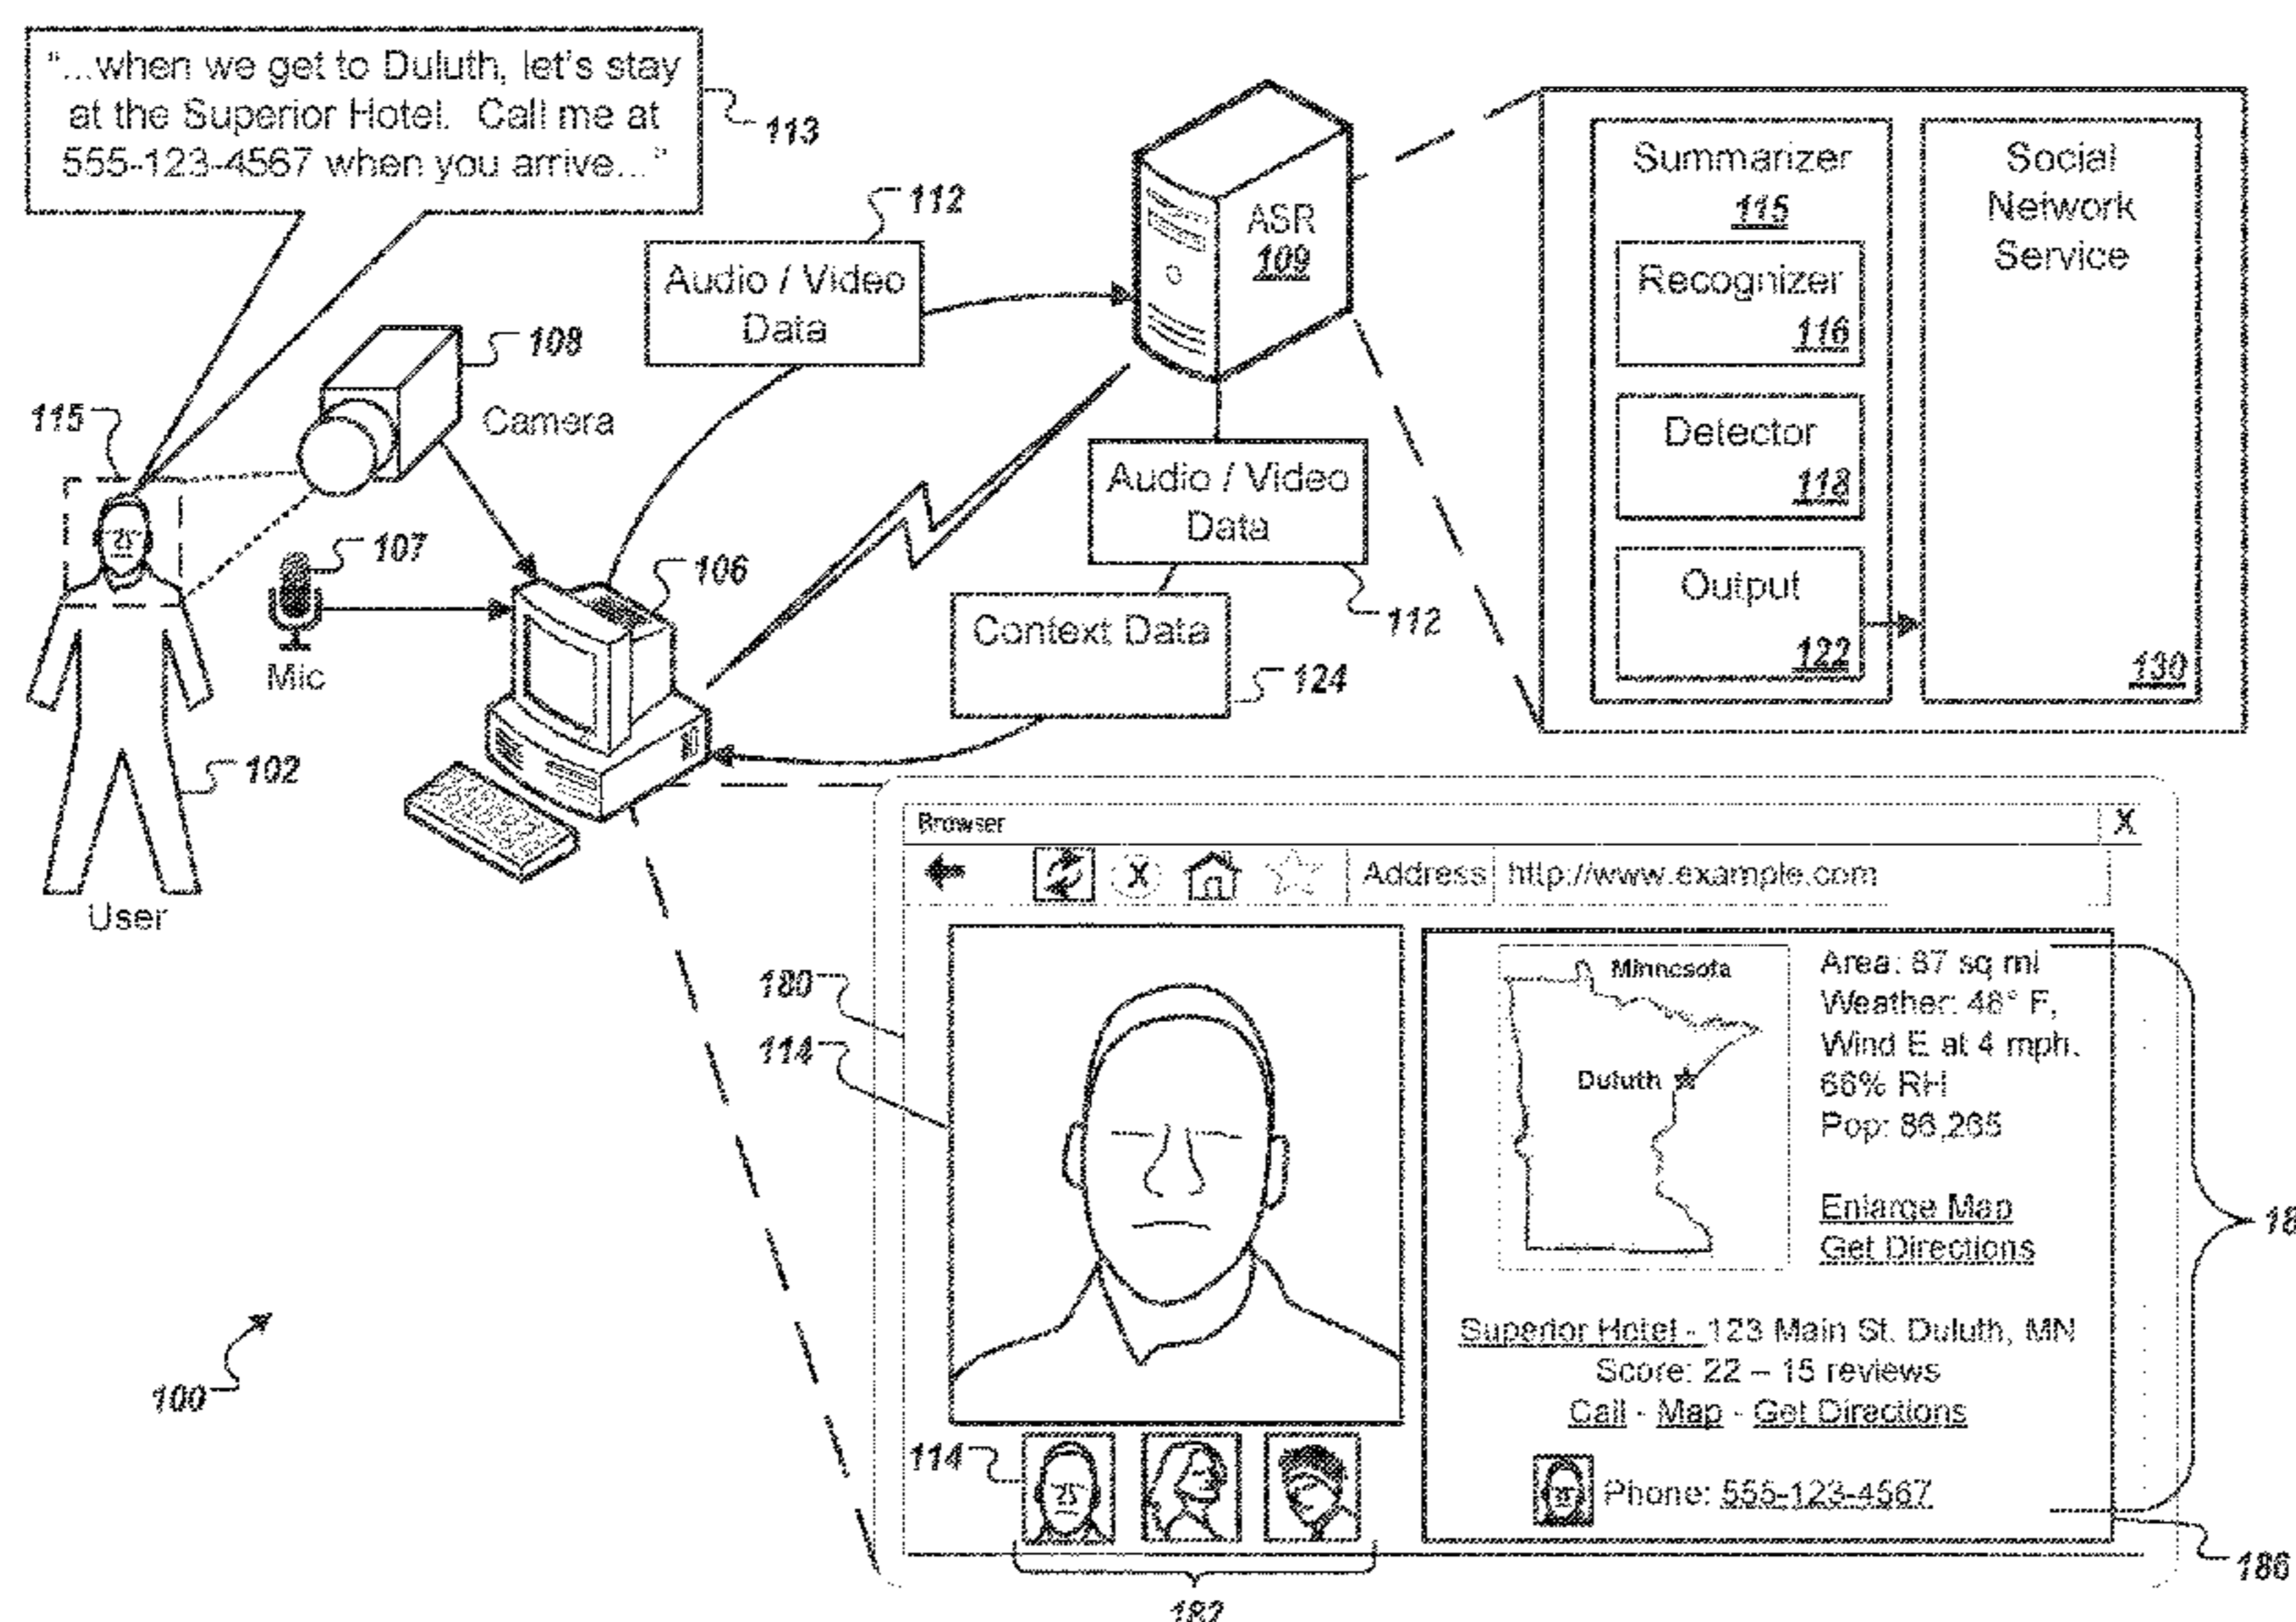 "...when we get to Duluth, let's stay
at the Superior Hotel. Call me at
555-123-4567 when you arrive..."
113
112
Audio / Video
Data
ASR
109
Summarizer
115
Recognizer
116
Detector
118
Output
122
Social
Network
Service
130
108
Camera
115
107
Mic
106
Audio / Video
Data
112
Context Data
124
102
User
Browser
X
X
Address
http://www.example.com
180
114
Minnesota
Duluth
Area: 87 sq mi
Weather: 48° F,
Wind E at 4 mph.
66% RH
Pop: 86,265
Enlarge Map
Get Directions
18
Superior Hotel - 123 Main St. Duluth, MN
Score: 22 – 15 reviews
Call - Map - Get Directions
Phone: 555-123-4567
114
182
186
100